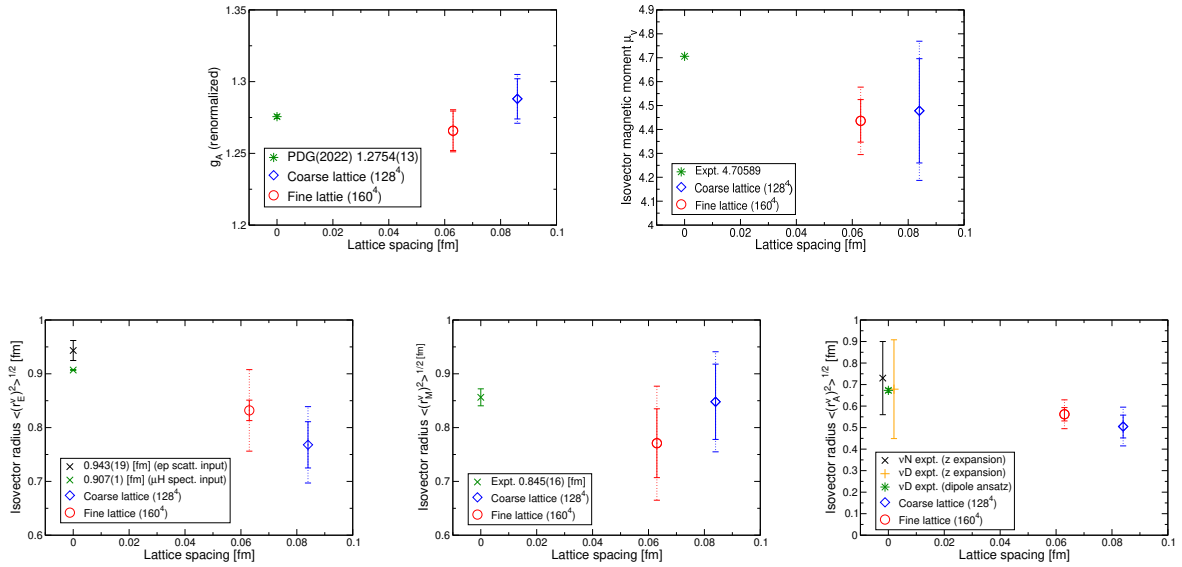 1.35
1.3
1.25
1.2
g_A (renormalized)
PDG(2022) 1.2754(13)
Coarse lattice (128^4)
Fine lattie (160^4)
0 0.02 0.04 0.06 0.08 0.1
Lattice spacing [fm]
4.9
4.8
4.7
4.6
4.5
4.4
4.3
4.2
4.1
4
Isovector magnetic moment μ_v
Expt. 4.70589
Coarse lattice (128^4)
Fine lattice (160^4)
0 0.02 0.04 0.06 0.08 0.1
Lattice spacing [fm]
1
0.9
0.8
0.7
0.6
Isovector radius <(r_E^v)^2>^1/2 [fm]
0.943(19) [fm] (ep scatt. input)
0.907(1) [fm] (μH spect. input)
Coarse lattice (128^4)
Fine lattice (160^4)
0 0.02 0.04 0.06 0.08 0.1
Lattice spacing [fm]
1
0.9
0.8
0.7
0.6
Isovector radius <(r_M^v)^2>^1/2 [fm]
Expt. 0.845(16) [fm]
Coarse lattice (128^4)
Fine lattice (160^4)
0 0.02 0.04 0.06 0.08 0.1
Lattice spacing [fm]
1
0.9
0.8
0.7
0.6
0.5
0.4
0.3
0.2
0.1
0
Isovector radius <(r_A^v)^2>^1/2 [fm]
νN expt. (z expansion)
νD expt. (z expansion)
νD expt. (dipole ansatz)
Coarse lattice (128^4)
Fine lattice (160^4)
0 0.02 0.04 0.06 0.08 0.1
Lattice spacing [fm]